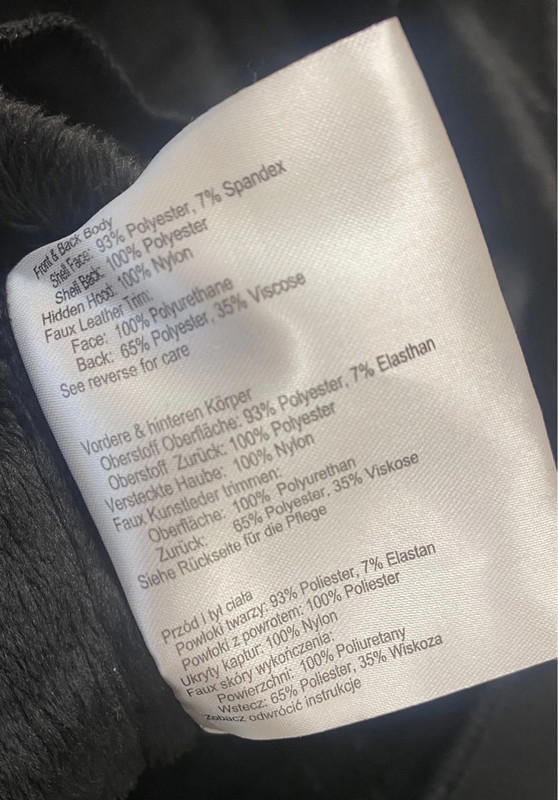 Front & Back Body
Shell Face: 93% Polyester, 7% Spandex
Shell Back: 100% Polyester
Hidden Hood: 100% Nylon
Faux Leather Trim:
Face: 100% Polyurethane
Back: 65% Polyester, 35% Viscose
See reverse for care
Vordere & hinteren Körper
Oberstoff Oberfläche: 93% Polyester, 7% Elasthan
Oberstoff Zurück: 100% Polyester
Versteckte Haube: 100% Nylon
Faux Kunstleder trimmen:
Oberfläche: 100% Polyurethan
Zurück: 65% Polyester, 35% Viskose
Siehe Rückseite für die Pflege
Przód I tył ciała
Powłoki twarzy: 93% Poliester, 7% Elastan
Powłoki z powrotem: 100% Poliester
Ukryty kaptur: 100% Nylon
Faux skóry wykończenia:
Powierzchni: 100% Poliuretany
Wstecz: 65% Poliester, 35% Wiskoza
Zobacz odwrócić instrukcje